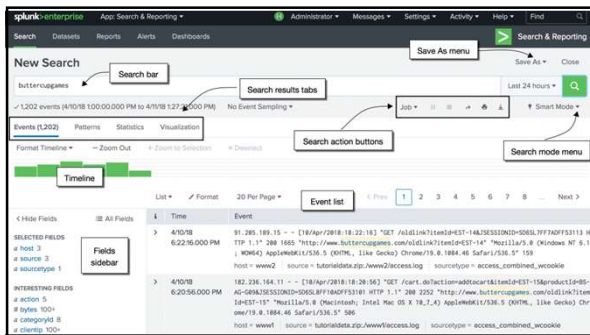 splunk>enterprise App: Search & Reporting ▾ Administrator ▾ Messages ▾ Settings ▾ Activity ▾ Help ▾ Find
Search Datasets Reports Alerts Dashboards Search & Reporting
Save As menu
New Search Save As ▾ Close
Search bar
buttercupgames Last 24 hours ▾
Search results tabs
✓ 1,202 events (4/10/18 1:00:00.000 PM to 4/11/18 1:27:21.000 PM) No Event Sampling ▾ Job ▾ Smart Mode ▾
Events (1,202) Patterns Statistics Visualization
Search action buttons
Search mode menu
Format Timeline ▾ – Zoom Out + Zoom to Selection × Deselect
Timeline
Event list
List ▾ Format 20 Per Page ▾ < Prev 1 2 3 4 5 6 7 8 ... Next >
< Hide Fields All Fields i Time Event
SELECTED FIELDS
a host 3
a source 3
a sourcetype 1
Fields sidebar
INTERESTING FIELDS
a action 5
# bytes 100+
a categoryId 8
a clientip 100+
> 4/10/18
6:22:16.000 PM
91.205.189.15 - - [10/Apr/2018:18:22:16] "GET /oldlink?itemId=EST-14&JSESSIONID=SD6SL7FF7ADFF53113 H
TTP 1.1" 200 1665 "http://www.buttercupgames.com/oldlink?itemId=EST-14" "Mozilla/5.0 (Windows NT 6.1
; WOW64) AppleWebKit/536.5 (KHTML, like Gecko) Chrome/19.0.1084.46 Safari/536.5" 159
host = www2 source = tutorialdata.zip:/www2/access.log sourcetype = access_combined_wcookie
> 4/10/18
6:20:56.000 PM
182.236.164.11 - - [10/Apr/2018:18:20:56] "GET /cart.do?action=addtocart&itemId=EST-15&productId=BS-
AG-G09&JSESSIONID=SD6SL8FF10ADFF53101 HTTP 1.1" 200 2252 "http://www.buttercupgames.com/oldlink?item
Id=EST-15" "Mozilla/5.0 (Macintosh; Intel Mac OS X 10_7_4) AppleWebKit/536.5 (KHTML, like Gecko) Chr
ome/19.0.1084.46 Safari/536.5" 506
host = www1 source = tutorialdata.zip:/www1/access.log sourcetype = access_combined_wcookie